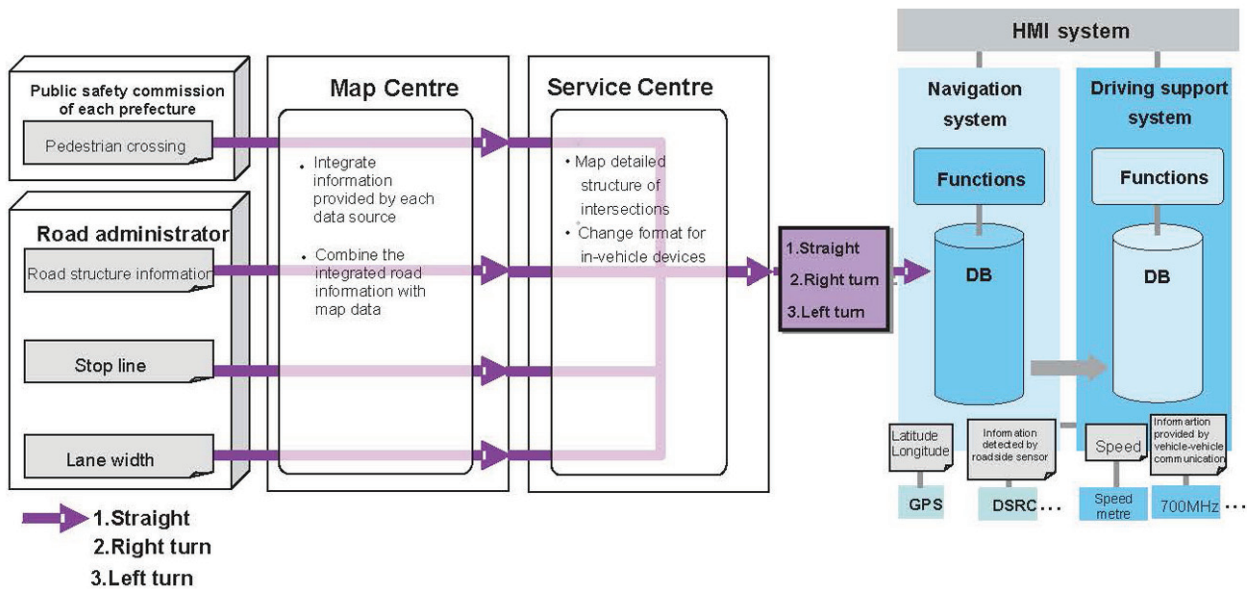 Public safety commission
of each prefecture
Pedestrian crossing
Road administrator
Road structure information
Stop line
Lane width
Map Centre
• Integrate
information
provided by each
data source
• Combine the
integrated road
information with
map data
Service Centre
• Map detailed
structure of
intersections
• Change format for
in-vehicle devices
1.Straight
2.Right turn
3.Left turn
HMI system
Navigation
system
Functions
DB
Driving support
system
Functions
DB
Latitude
Longitude
GPS
Information
detected by
roadside sensor
DSRC ...
Speed
Speed
metre
Informartion
provided by
vehicle-vehicle
communication
700MHz ...
1.Straight
2.Right turn
3.Left turn